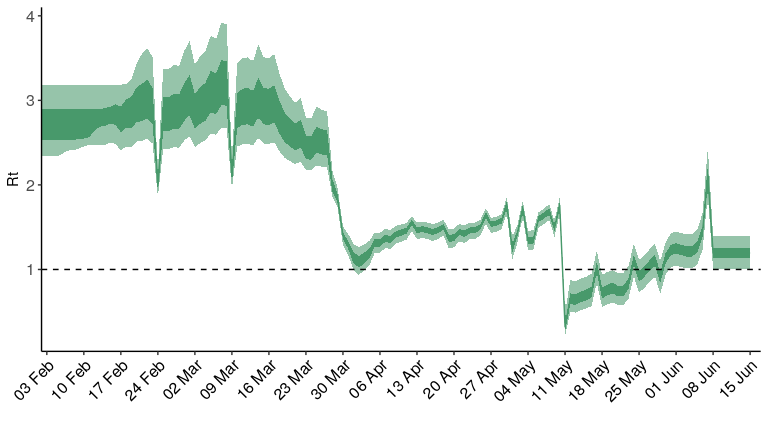 4
3
2
1
Rt
03 Feb
10 Feb
17 Feb
24 Feb
02 Mar
09 Mar
16 Mar
23 Mar
30 Mar
06 Apr
13 Apr
20 Apr
27 Apr
04 May
11 May
18 May
25 May
01 Jun
08 Jun
15 Jun